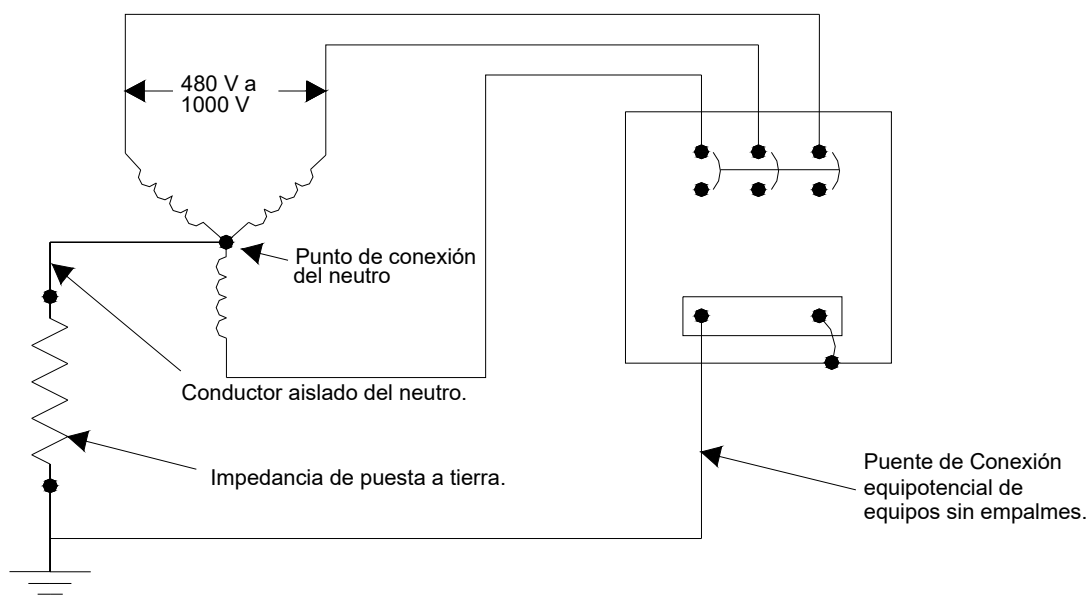 480 V a
1000 V
Punto de conexión
del neutro
Conductor aislado del neutro.
Impedancia de puesta a tierra.
Puente de Conexión
equipotencial de
equipos sin empalmes.